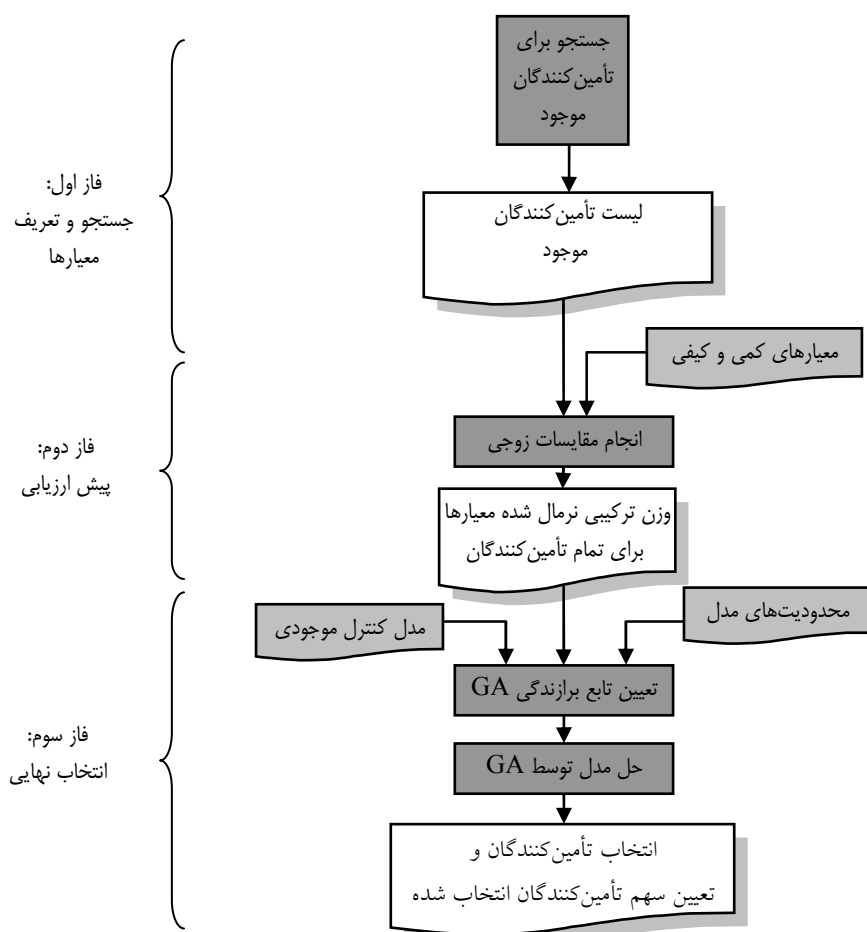 جستجو برای
تأمین‌کنندگان
موجود
فاز اول:
جستجو و تعریف
معیارها
لیست تأمین‌کنندگان
موجود
معیارهای کمی و کیفی
فاز دوم:
پیش ارزیابی
انجام مقایسات زوجی
وزن ترکیبی نرمال شده معیارها
برای تمام تأمین‌کنندگان
محدودیت‌های مدل
مدل کنترل موجودی
فاز سوم:
انتخاب نهایی
تعیین تابع برازندگی GA
حل مدل توسط GA
انتخاب تأمین‌کنندگان و
تعیین سهم تأمین‌کنندگان انتخاب شده